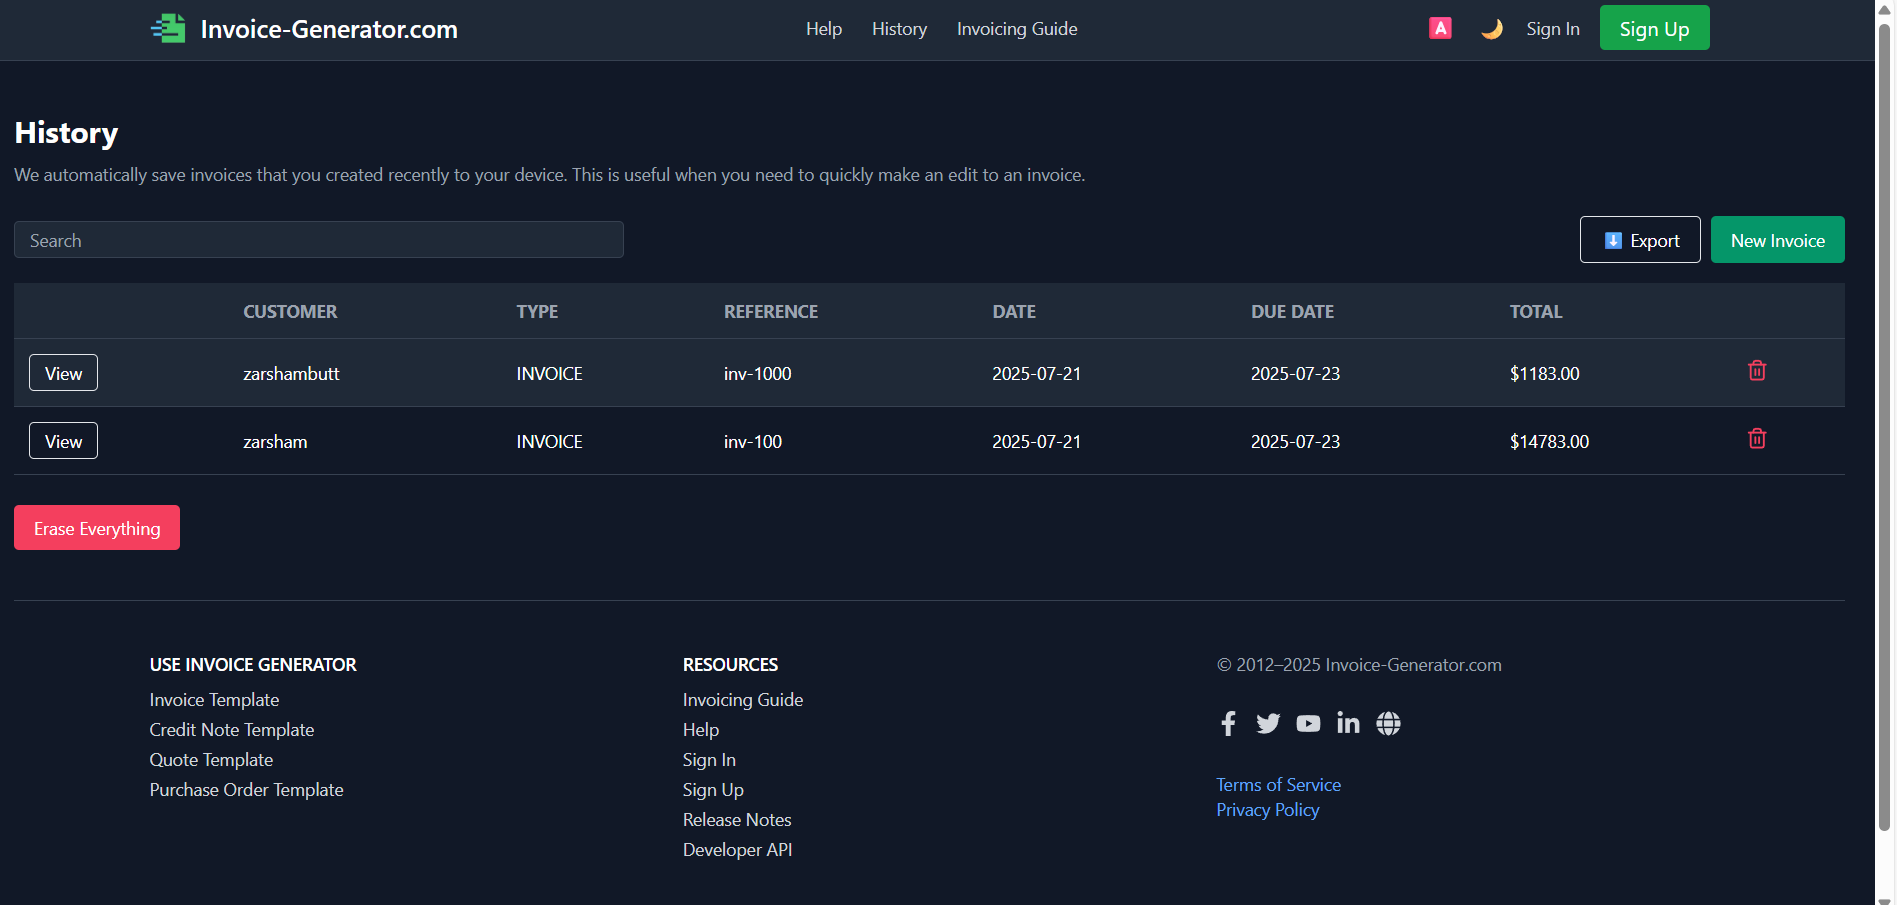 Invoice-Generator.com Help History Invoicing Guide A Sign In Sign Up
History
We automatically save invoices that you created recently to your device. This is useful when you need to quickly make an edit to an invoice.
Search Export New Invoice
CUSTOMER TYPE REFERENCE DATE DUE DATE TOTAL
View zarshambutt INVOICE inv-1000 2025-07-21 2025-07-23 $1183.00
View zarsham INVOICE inv-100 2025-07-21 2025-07-23 $14783.00
Erase Everything
USE INVOICE GENERATOR
Invoice Template
Credit Note Template
Quote Template
Purchase Order Template
RESOURCES
Invoicing Guide
Help
Sign In
Sign Up
Release Notes
Developer API
© 2012–2025 Invoice-Generator.com
Terms of Service
Privacy Policy